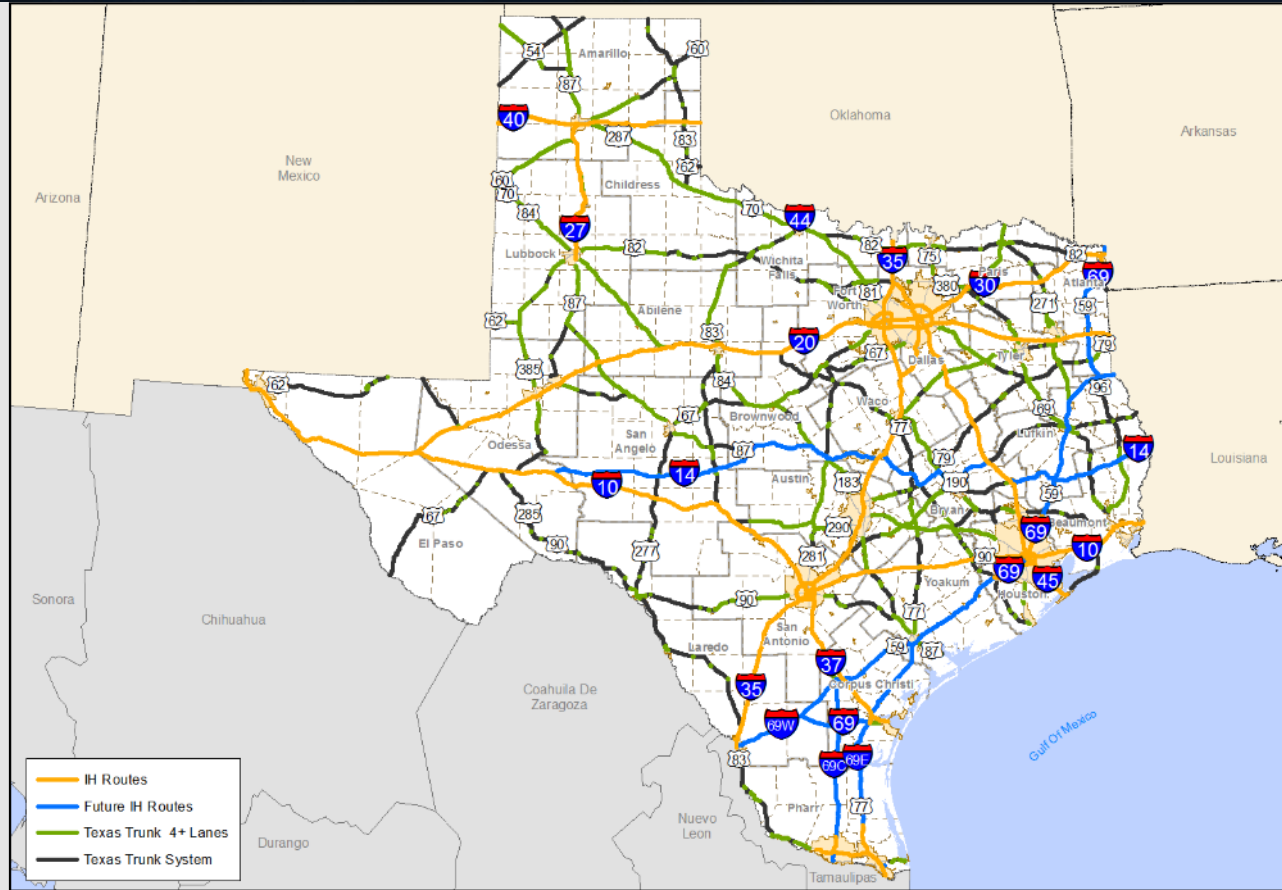 54
Amarillo
60
87
40
Oklahoma
287
Arkansas
83
New
Mexico
62
60
Childress
Arizona
70
84
70
44
27
82
82
35
75
Paris
82
Lubbock
Wichita
Falls
30
69
Atlanta
380
81
Fort
Worth
271
59
87
62
Abilene
83
20
79
67
Dallas
Tyler
385
62
84
96
Waco
67
Brownwood
69
77
Lufkin
Odessa
San
Angelo
87
79
14
Louisiana
14
10
Austin
183
190
59
67
285
Bryan
69
Beaumont
290
El Paso
90
277
281
90
10
69
45
Yoakum
Houston
Sonora
90
77
Chihuahua
San
Antonio
Laredo
59
87
37
35
Corpus Christi
Coahuila De
Zaragoza
69W
69
Gulf Of Mexico
83
69C
69E
IH Routes
Future IH Routes
Pharr
77
Texas Trunk 4+ Lanes
Nuevo
Leon
Durango
Texas Trunk System
Tamaulipas